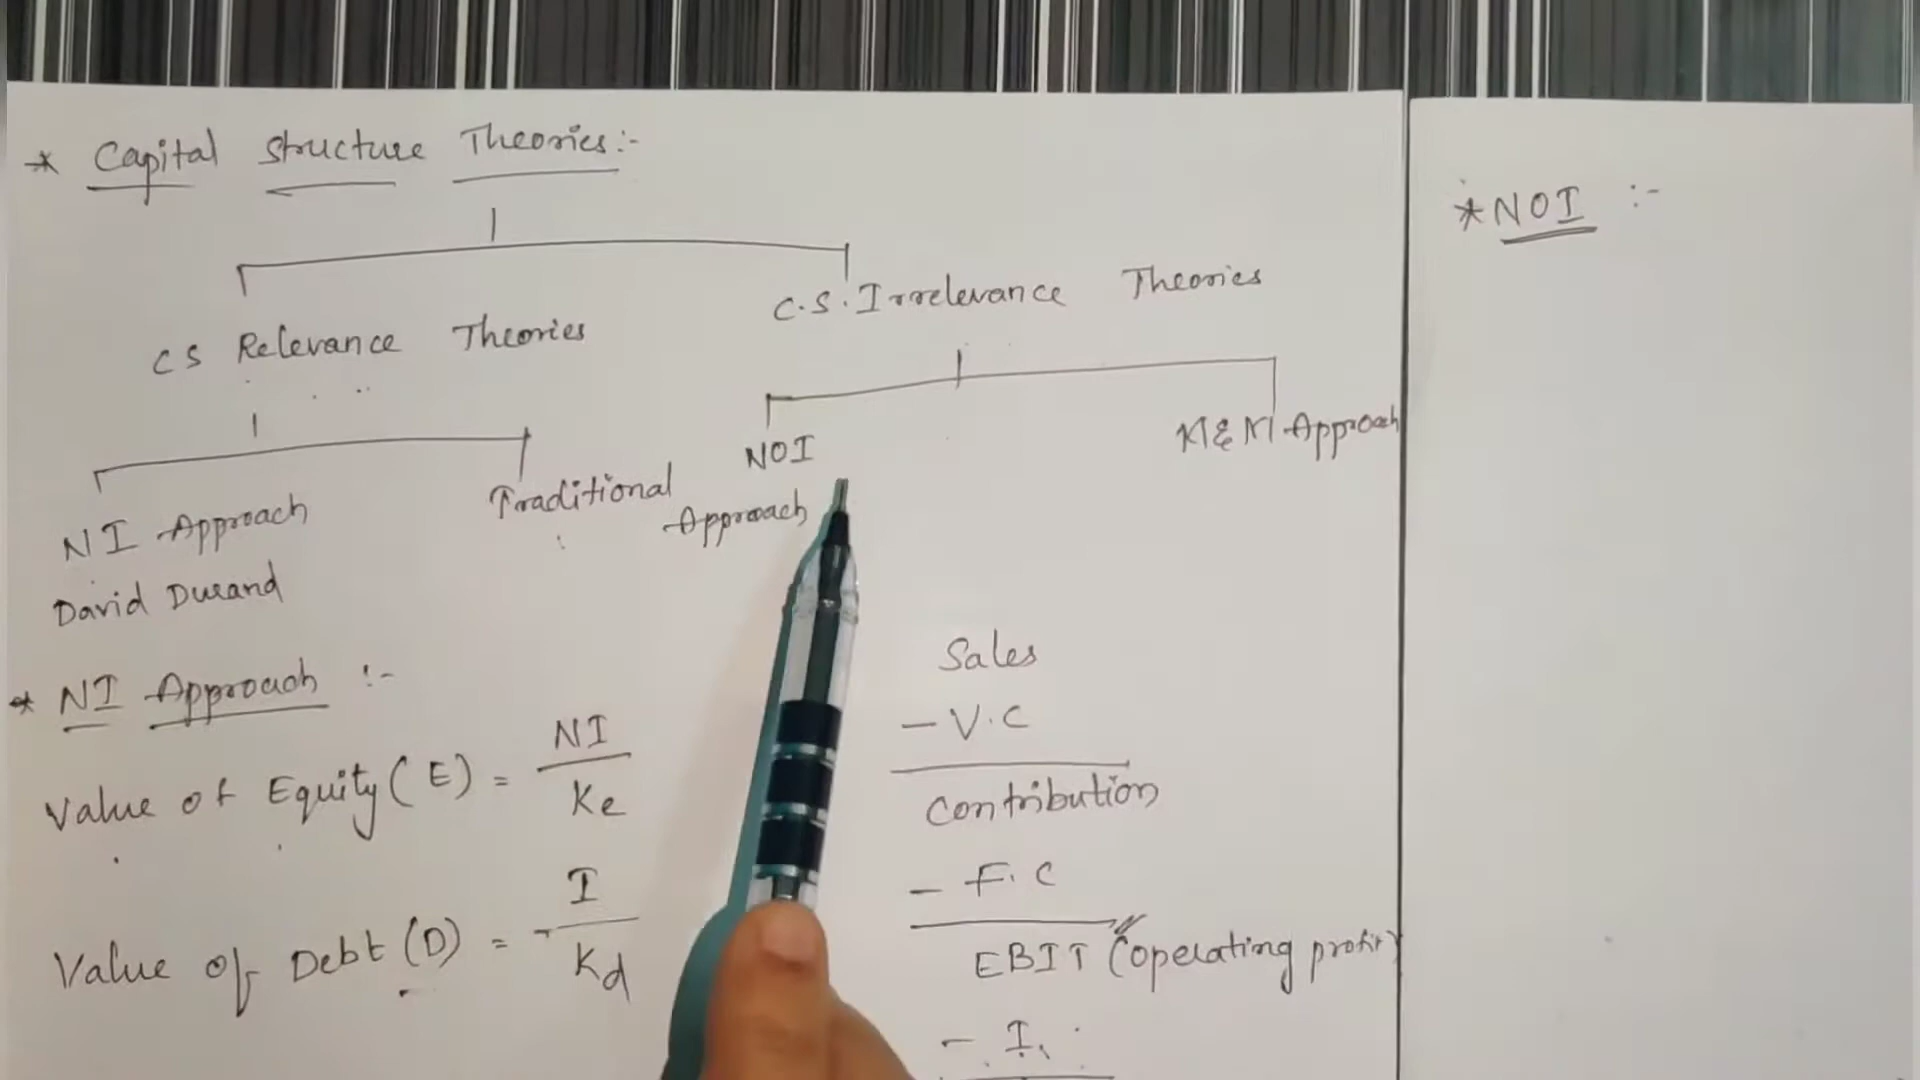 * Capital Structure Theories:-
CS Relevance Theories
C.S. Irrelevance Theories
NI Approach
David Durand
Traditional
NOI
Approach
M&M Approach
* NI Approach :-
Value of Equity (E) = NI / Ke
Value of Debt (D) = I / Kd
Sales
- V.C
Contribution
- F.C
EBIT (operating profit)
- I
* NOI :-